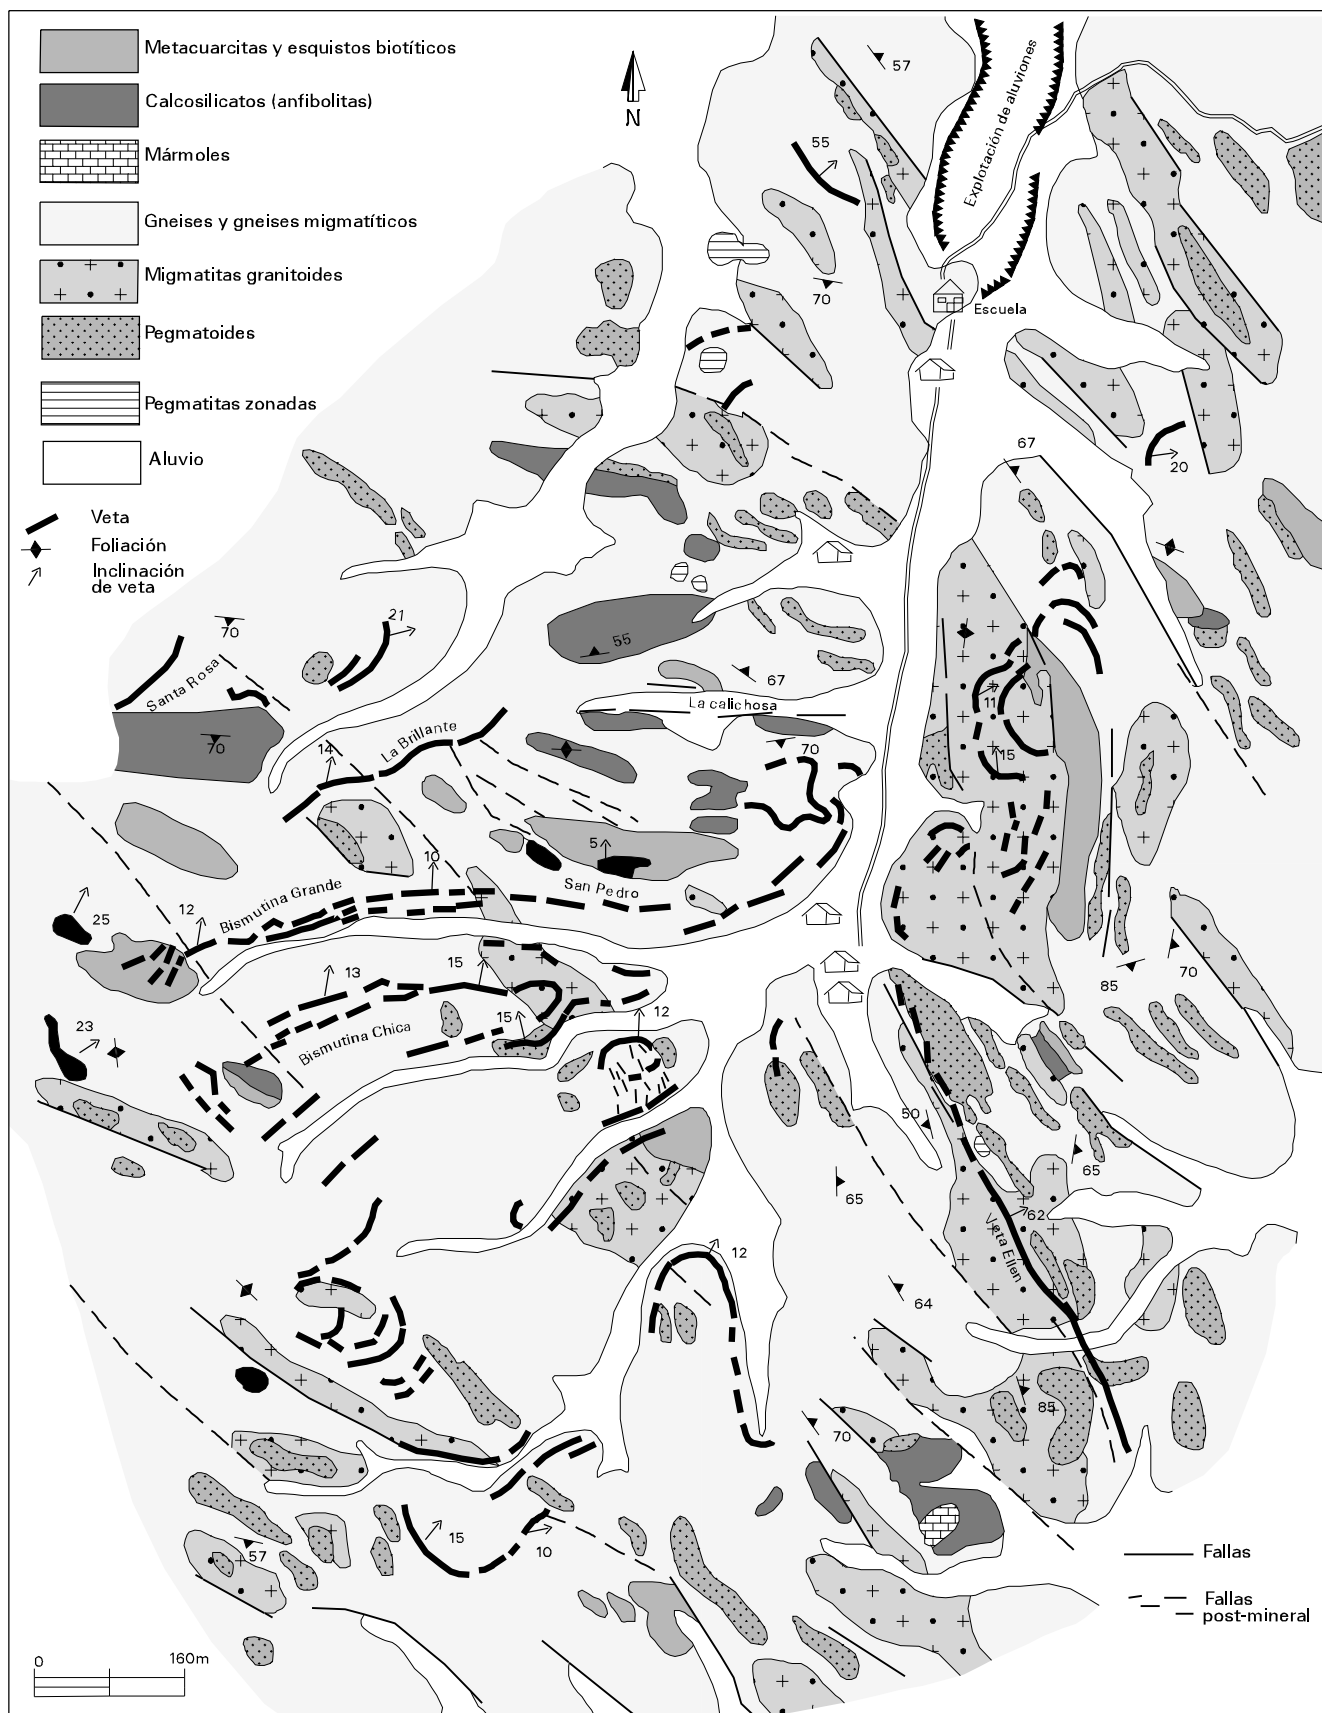 Metacuarcitas y esquistos biotíticos
Calcosilicatos (anfibolitas)
Mármoles
Gneises y gneises migmatíticos
Migmatitas granitoides
Pegmatoides
Pegmatitas zonadas
Aluvio
Veta
Foliación
Inclinación
de veta
N
57
Explotación de aluviones
55
70
Escuela
67
20
70
Santa Rosa
21
55
67
La calichosa
11
70
14
La Brillante
70
15
5
10
San Pedro
Bismutina Grande
12
25
13
15
85
70
23
Bismutina Chica
15
12
50
65
65
62
Veta Ellen
12
64
85
70
57
15
10
Fallas
Fallas
post-mineral
0
160m